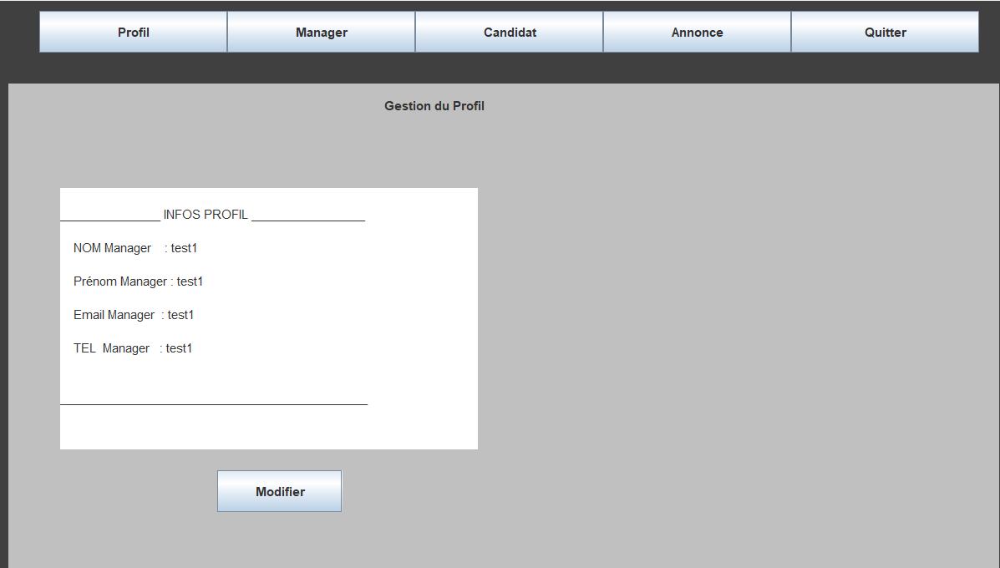 Profil Manager Candidat Annonce Quitter
Gestion du Profil
_______________ INFOS PROFIL _________________
NOM Manager    : test1
Prénom Manager : test1
Email Manager  : test1
TEL  Manager   : test1
______________________________________________
Modifier